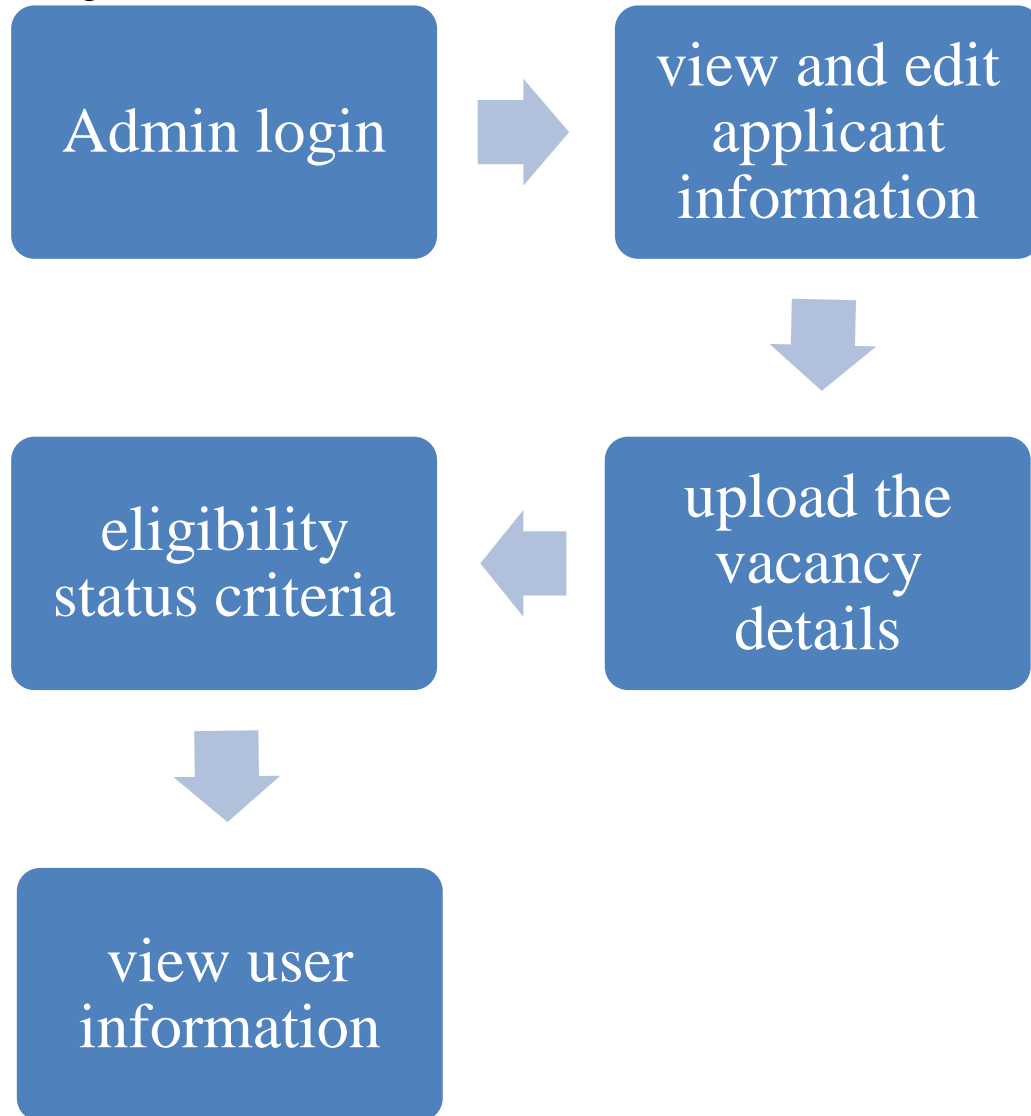 Admin login
view and edit
applicant
information
upload the
vacancy
details
eligibility
status criteria
view user
information